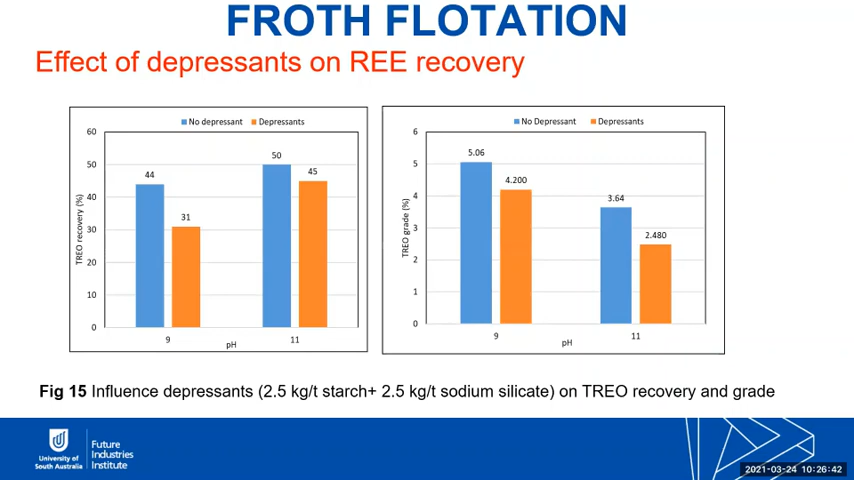 FROTH FLOTATION
Effect of depressants on REE recovery
No depressant Depressants
60
50
40
30
20
10
0
TREO recovery (%)
44
31
50
45
9
11
pH
No Depressant Depressants
6
5
4
3
2
1
0
TREO grade (%)
5.06
4.200
3.64
2.480
9
11
pH
Fig 15 Influence depressants (2.5 kg/t starch+ 2.5 kg/t sodium silicate) on TREO recovery and grade
University of
South Australia
Future
Industries
Institute
2021-03-24 10:26:42